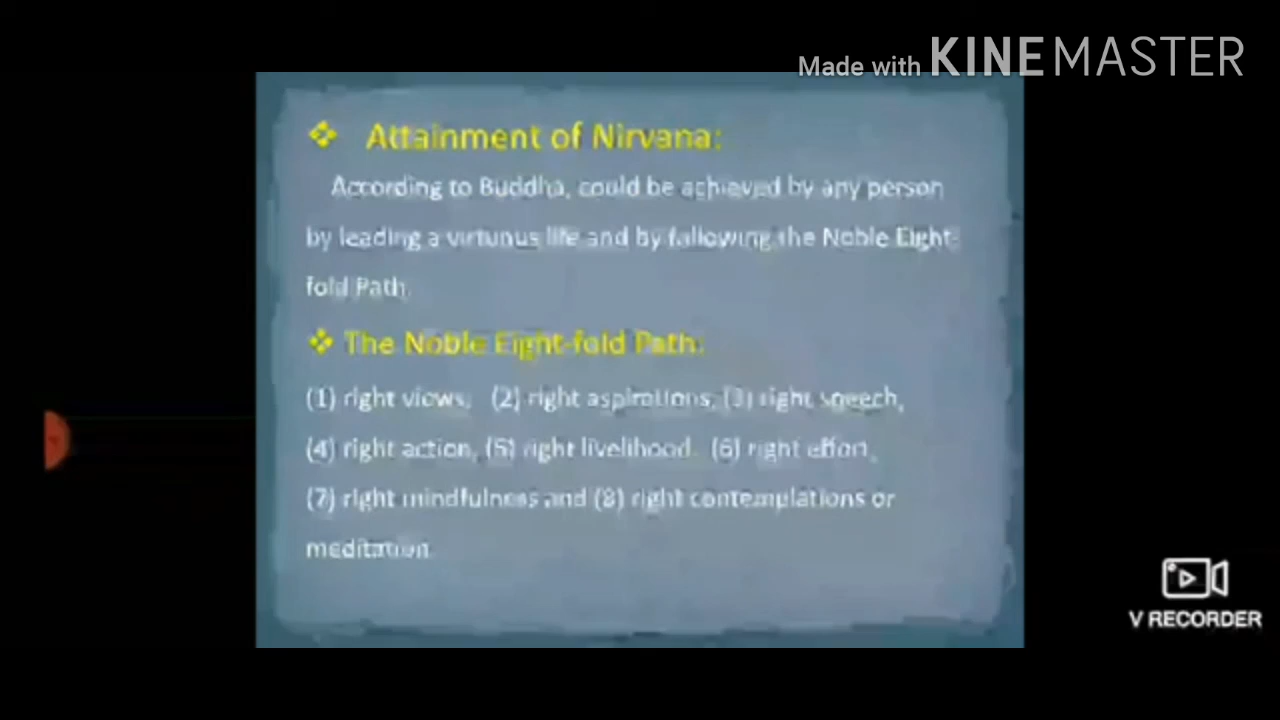 Made with KINEMASTER
❖ Attainment of Nirvana:
According to Buddha, could be achieved by any person
by leading a virtunus life and by following the Noble Eight-
fold Path.
❖ The Noble Eight-fold Path:
(1) right views, (2) right aspirations, (3) right speech,
(4) right action, (5) right livelihood. (6) right effort,
(7) right mindfulness and (8) right contemplations or
meditation
V RECORDER